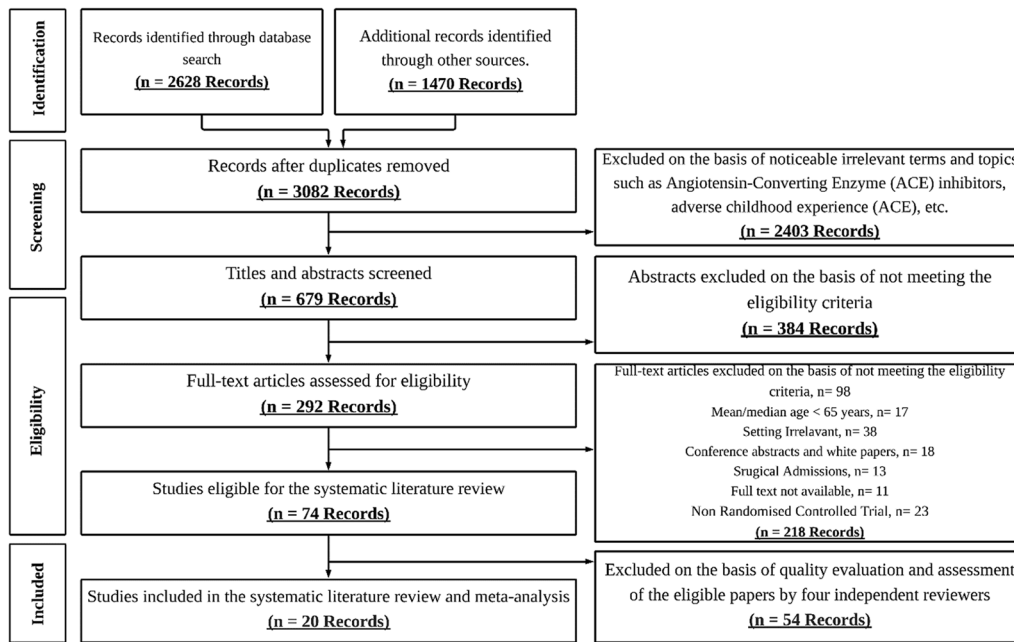 Identification
Records identified through database
search
(n = 2628 Records)
Additional records identified
through other sources.
(n = 1470 Records)
Screening
Records after duplicates removed
(n = 3082 Records)
Excluded on the basis of noticeable irrelevant terms and topics
such as Angiotensin-Converting Enzyme (ACE) inhibitors,
adverse childhood experience (ACE), etc.
(n = 2403 Records)
Titles and abstracts screened
(n = 679 Records)
Abstracts excluded on the basis of not meeting the
eligibility criteria
(n = 384 Records)
Eligibility
Full-text articles assessed for eligibility
(n = 292 Records)
Full-text articles excluded on the basis of not meeting the eligibility
criteria, n= 98
Mean/median age < 65 years, n= 17
Setting Irrelavant, n= 38
Conference abstracts and white papers, n= 18
Srugical Admissions, n= 13
Full text not available, n= 11
Non Randomised Controlled Trial, n= 23
(n = 218 Records)
Studies eligible for the systematic literature review
(n = 74 Records)
Included
Studies included in the systematic literature review and meta-analysis
(n = 20 Records)
Excluded on the basis of quality evaluation and assessment
of the eligible papers by four independent reviewers
(n = 54 Records)